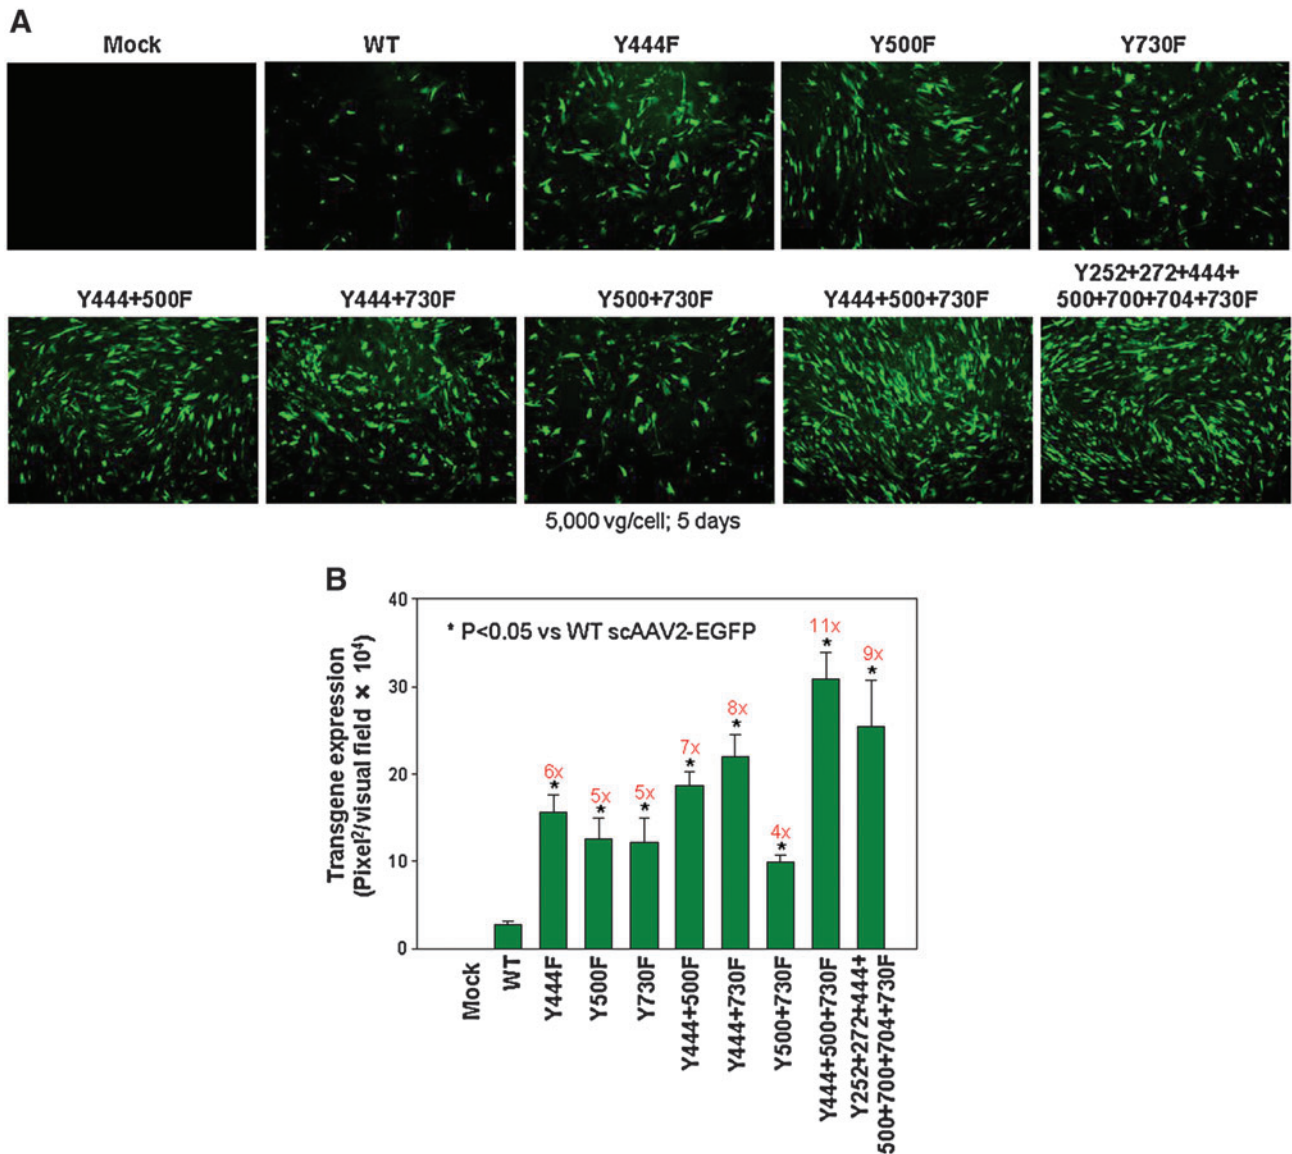 A
Mock WT Y444F Y500F Y730F
Y444+500F Y444+730F Y500+730F Y444+500+730F Y252+272+444+
500+700+704+730F
5,000 vg/cell; 5 days
B
* P<0.05 vs WT scAAV2-EGFP
Transgene expression
(Pixel²/visual field × 10⁴)
40
30
20
10
0
6x
*
5x
*
5x
*
7x
*
8x
*
4x
*
11x
*
9x
*
Mock
WT
Y444F
Y500F
Y730F
Y444+500F
Y444+730F
Y500+730F
Y444+500+730F
Y252+272+444+
500+700+704+730F